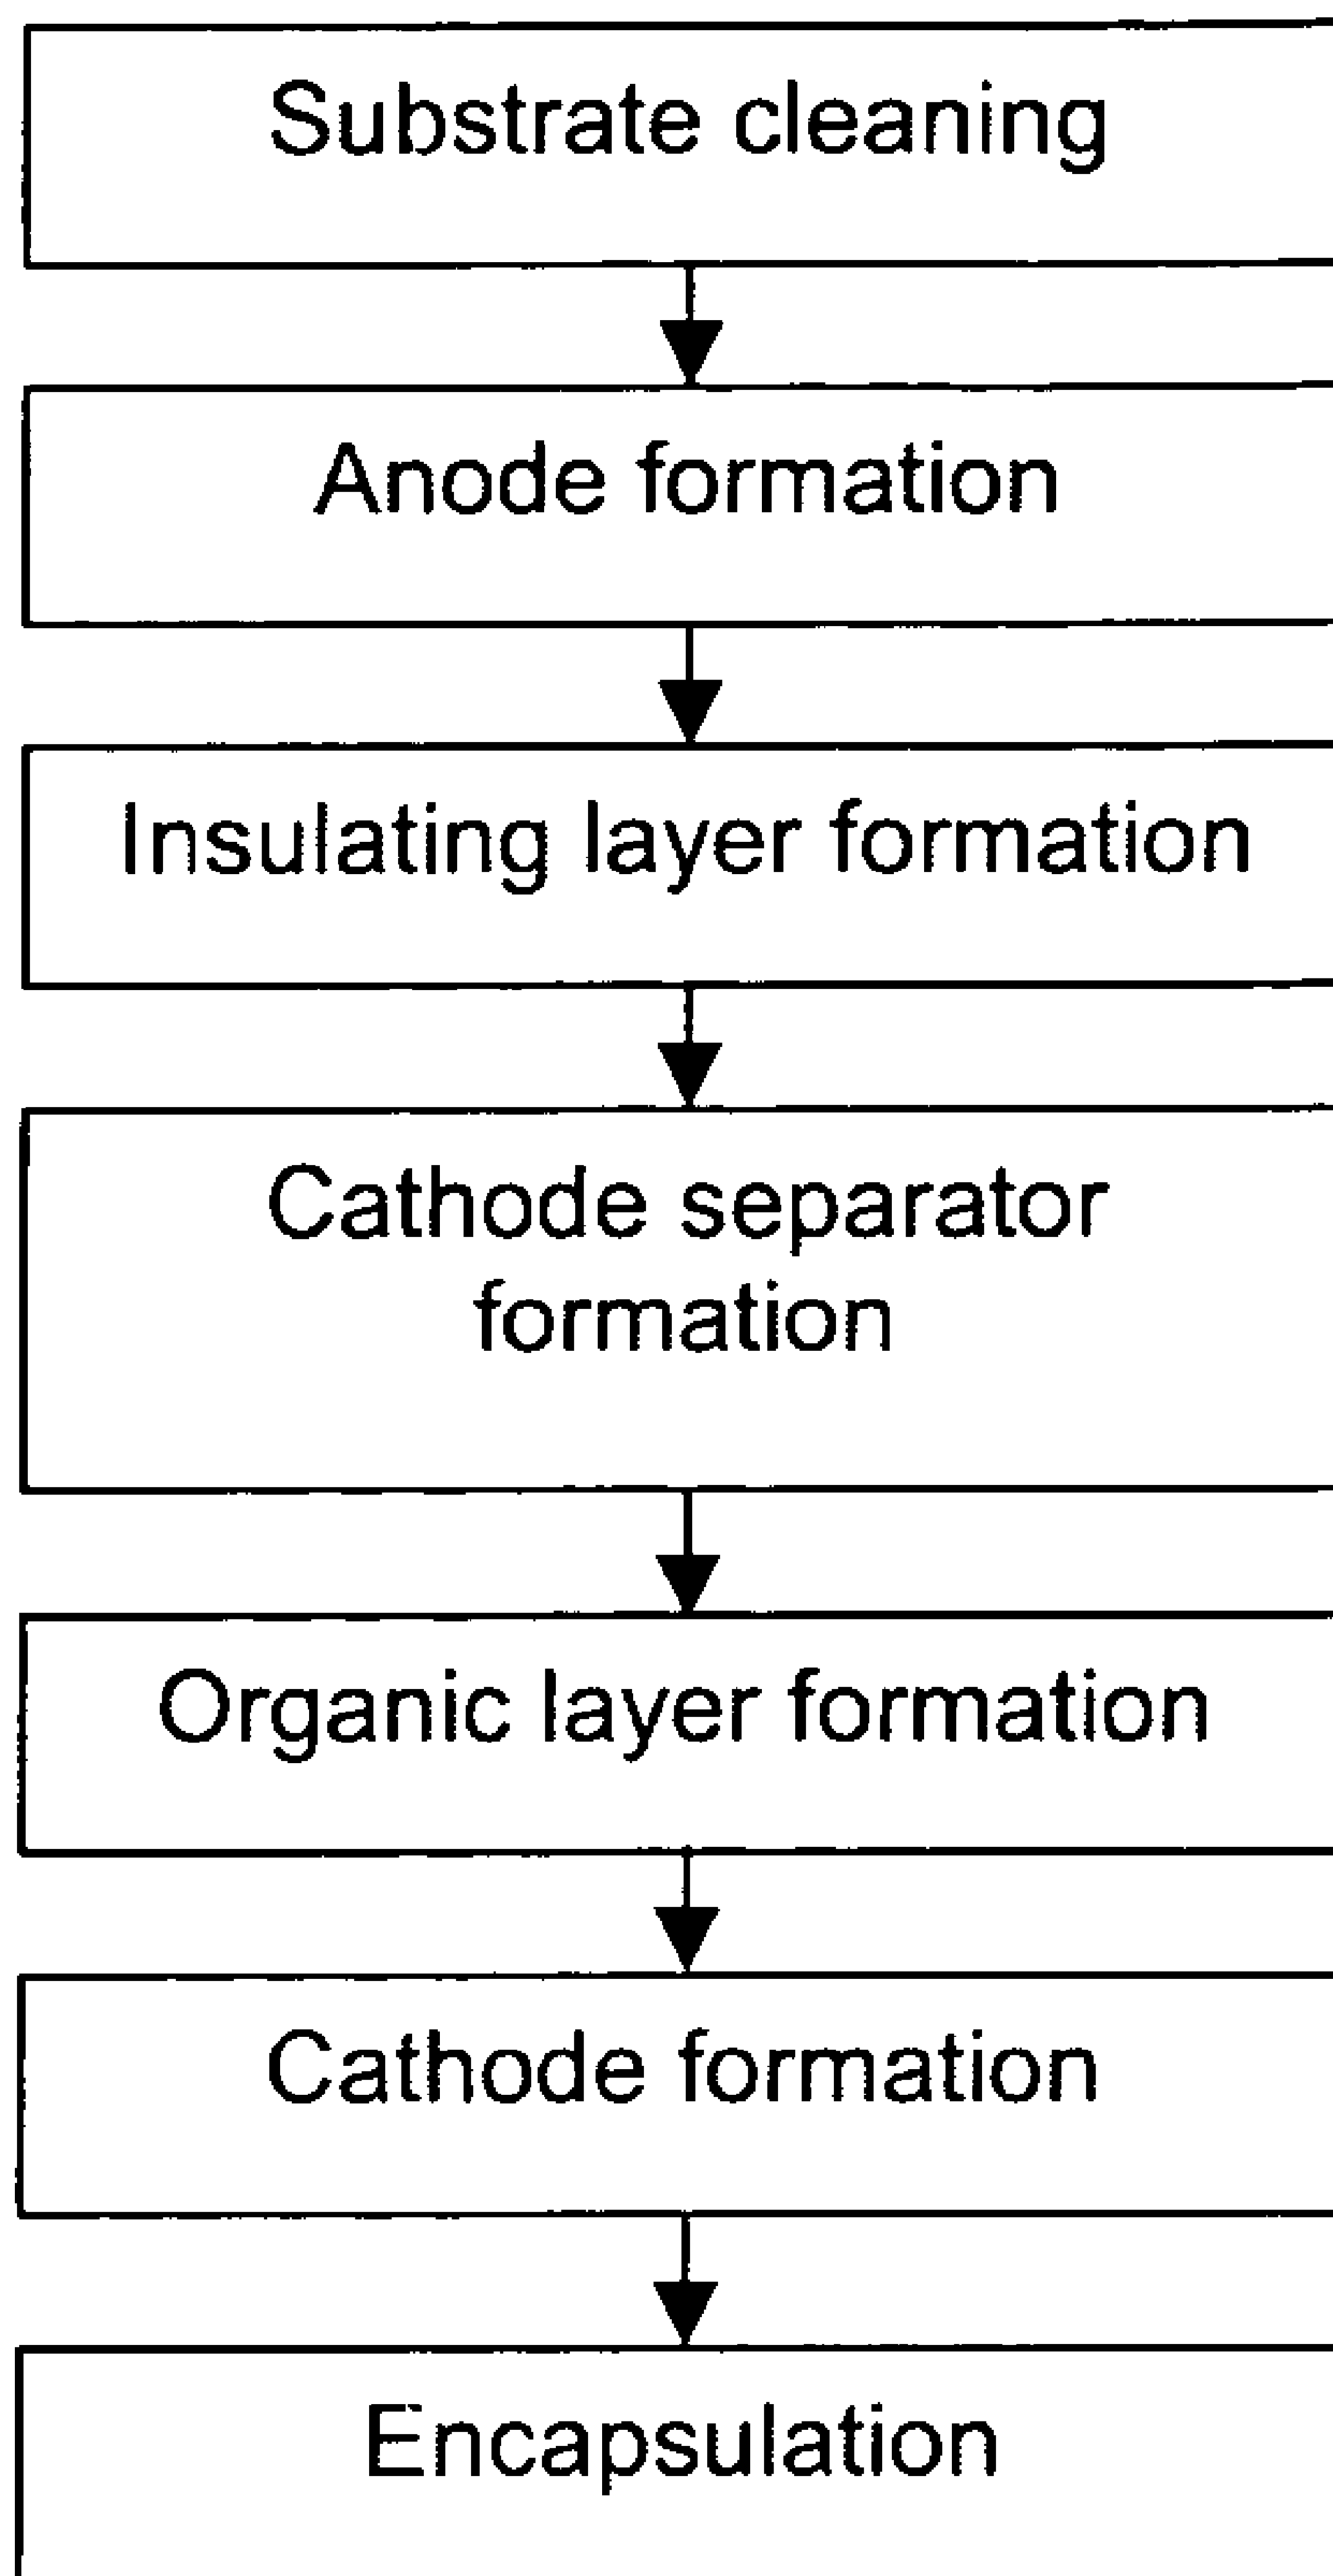 Substrate cleaning
Anode formation
Insulating layer formation
Cathode separator
formation
Organic layer formation
Cathode formation
Encapsulation